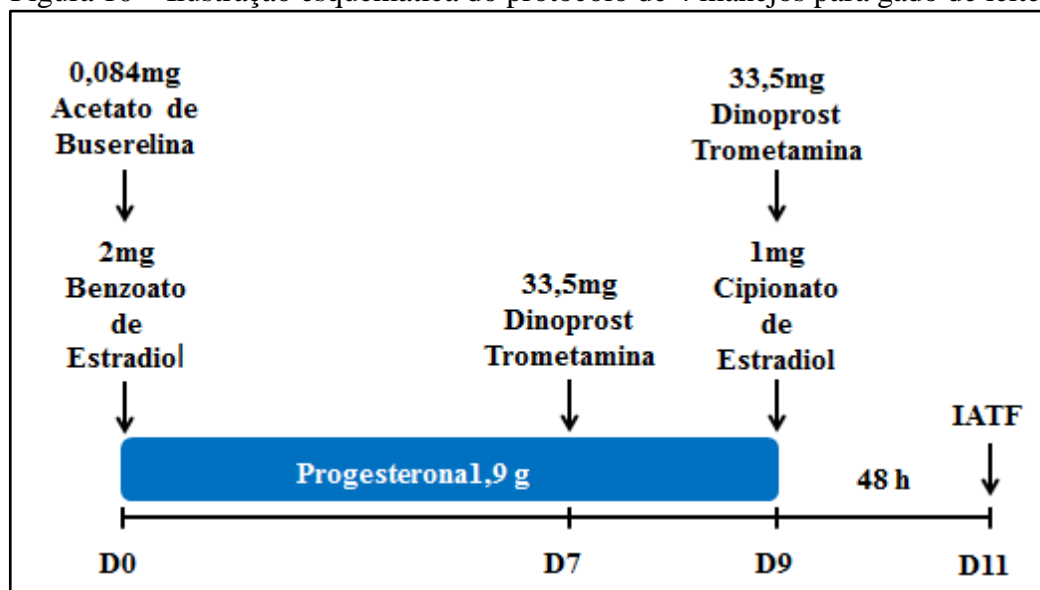 0,084mg
Acetato de
Buserelina
2mg
Benzoato
de
Estradiol
33,5mg
Dinoprost
Trometamina
33,5mg
Dinoprost
Trometamina
1mg
Cipionato
de
Estradiol
IATF
Progesterona1,9 g
48 h
D0
D7
D9
D11